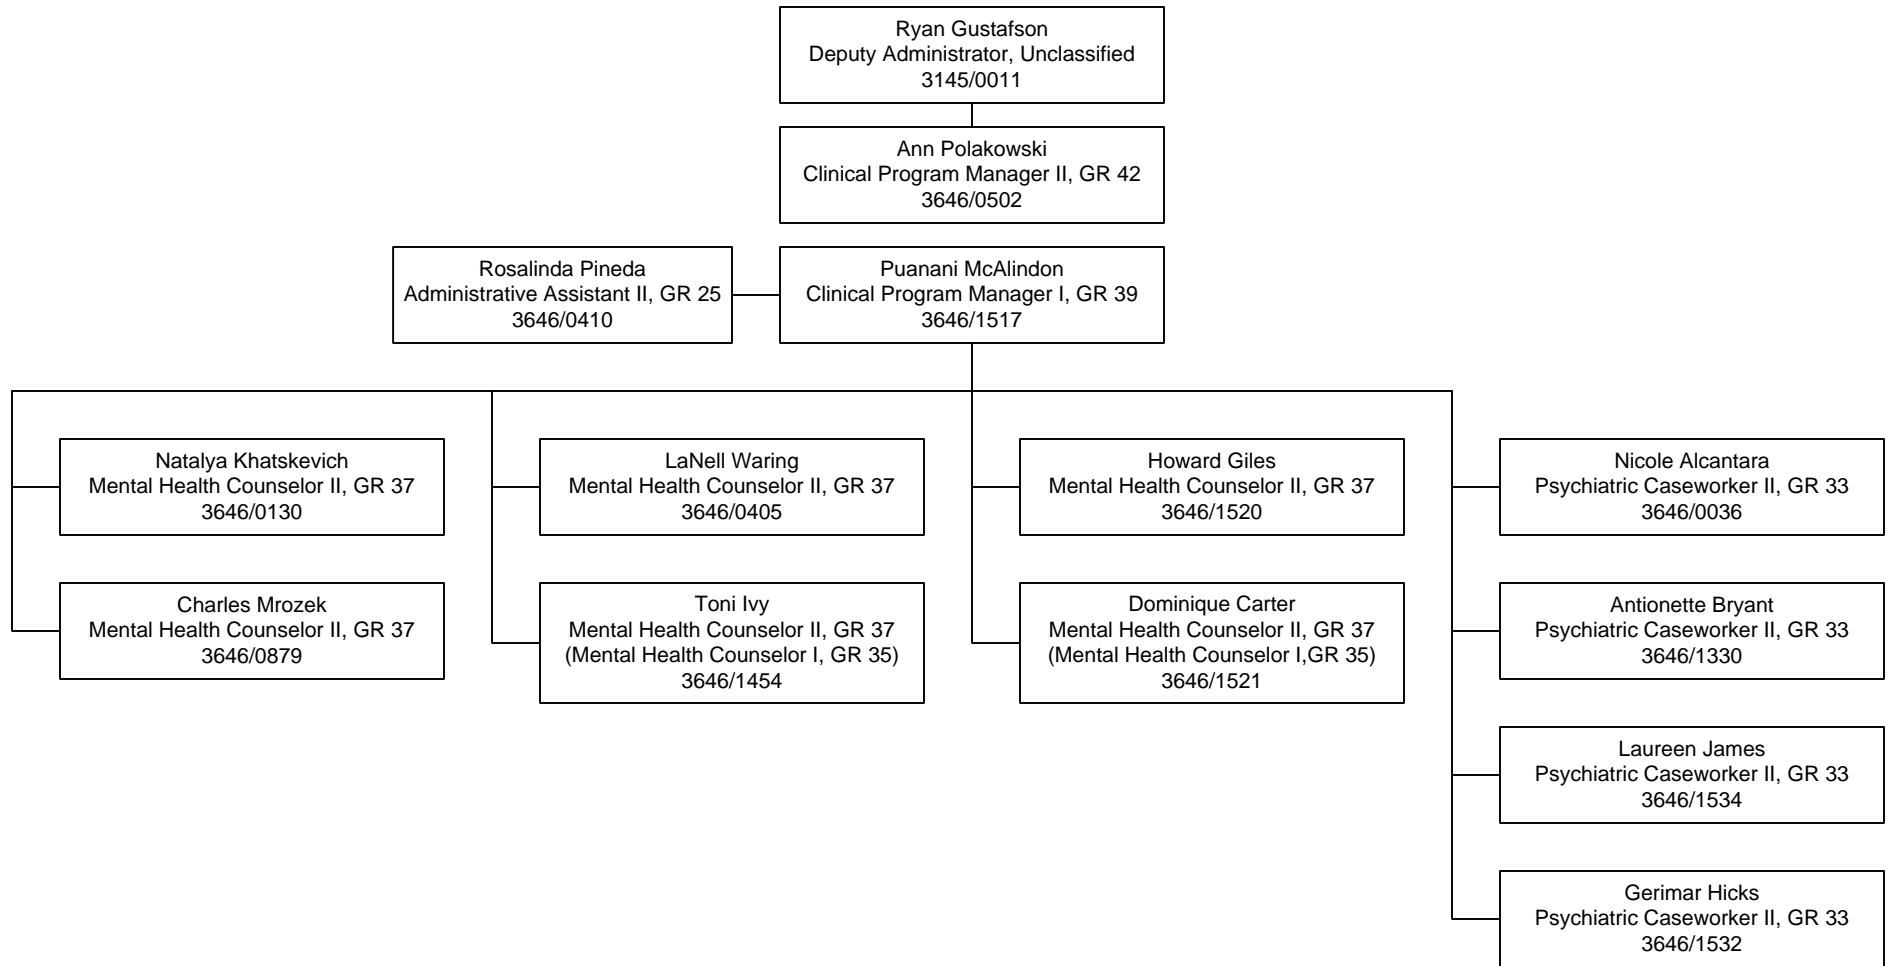 Ryan Gustafson
Deputy Administrator, Unclassified
3145/0011
Ann Polakowski
Clinical Program Manager II, GR 42
3646/0502
Rosalinda Pineda
Administrative Assistant II, GR 25
3646/0410
Puanani McAlindon
Clinical Program Manager I, GR 39
3646/1517
Natalya Khatskevich
Mental Health Counselor II, GR 37
3646/0130
LaNell Waring
Mental Health Counselor II, GR 37
3646/0405
Howard Giles
Mental Health Counselor II, GR 37
3646/1520
Nicole Alcantara
Psychiatric Caseworker II, GR 33
3646/0036
Charles Mrozek
Mental Health Counselor II, GR 37
3646/0879
Toni Ivy
Mental Health Counselor II, GR 37
(Mental Health Counselor I, GR 35)
3646/1454
Dominique Carter
Mental Health Counselor II, GR 37
(Mental Health Counselor I,GR 35)
3646/1521
Antionette Bryant
Psychiatric Caseworker II, GR 33
3646/1330
Laureen James
Psychiatric Caseworker II, GR 33
3646/1534
Gerimar Hicks
Psychiatric Caseworker II, GR 33
3646/1532